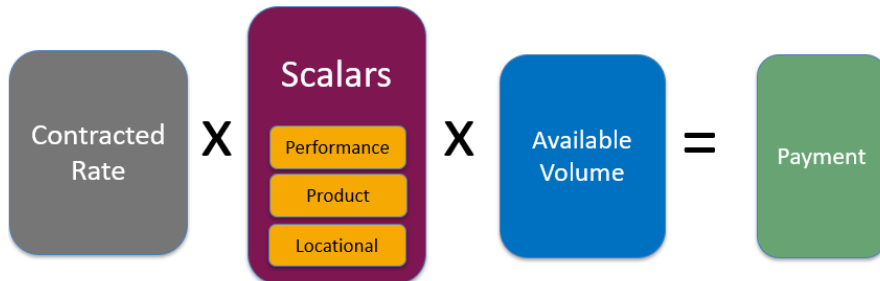 Contracted
Rate
X
Scalars
Performance
Product
Locational
X
Available
Volume
=
Payment